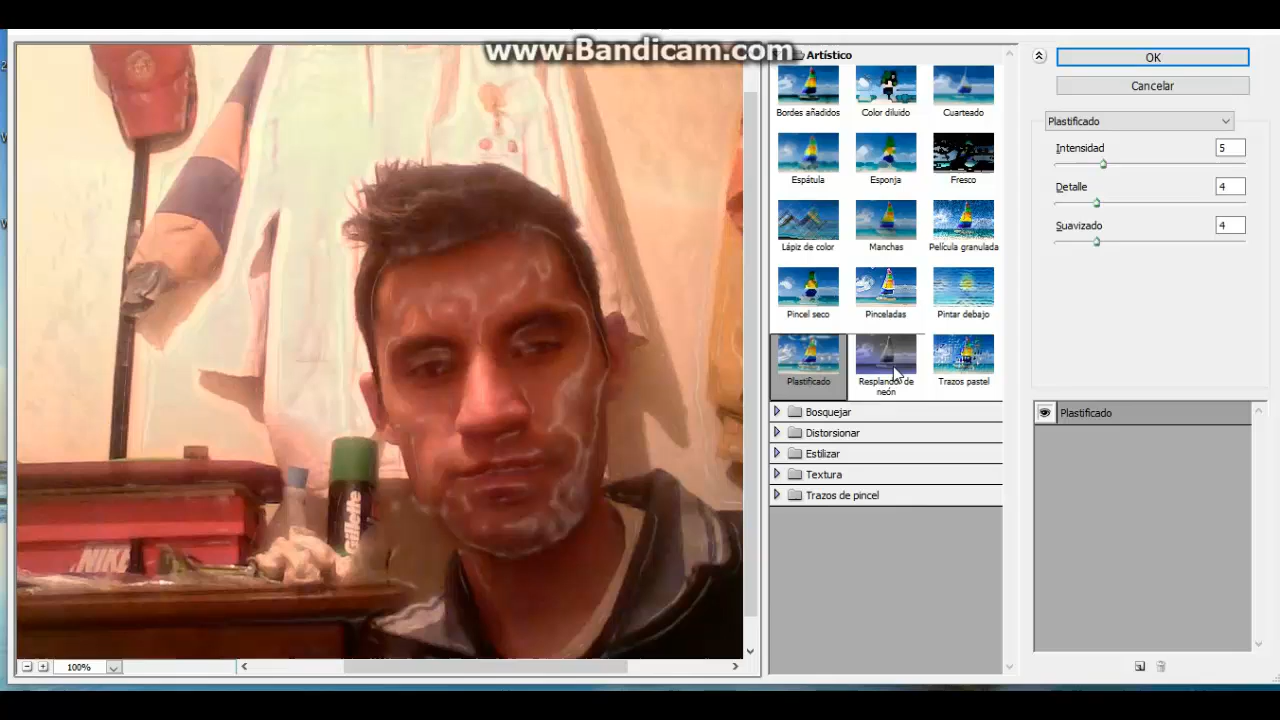 www.Bandicam.com
Artístico
OK
Bordes añadidos
Color diluido
Cuarteado
Cancelar
Plastificado
Espátula
Esponja
Fresco
Intensidad
5
Detalle
4
Lápiz de color
Manchas
Película granulada
Suavizado
4
Pincel seco
Pinceladas
Pintar debajo
Plastificado
Resplandor de
neón
Trazos pastel
Bosquejar
Plastificado
Distorsionar
Estilizar
Textura
Trazos de pincel
Gillette
NIKE
100%